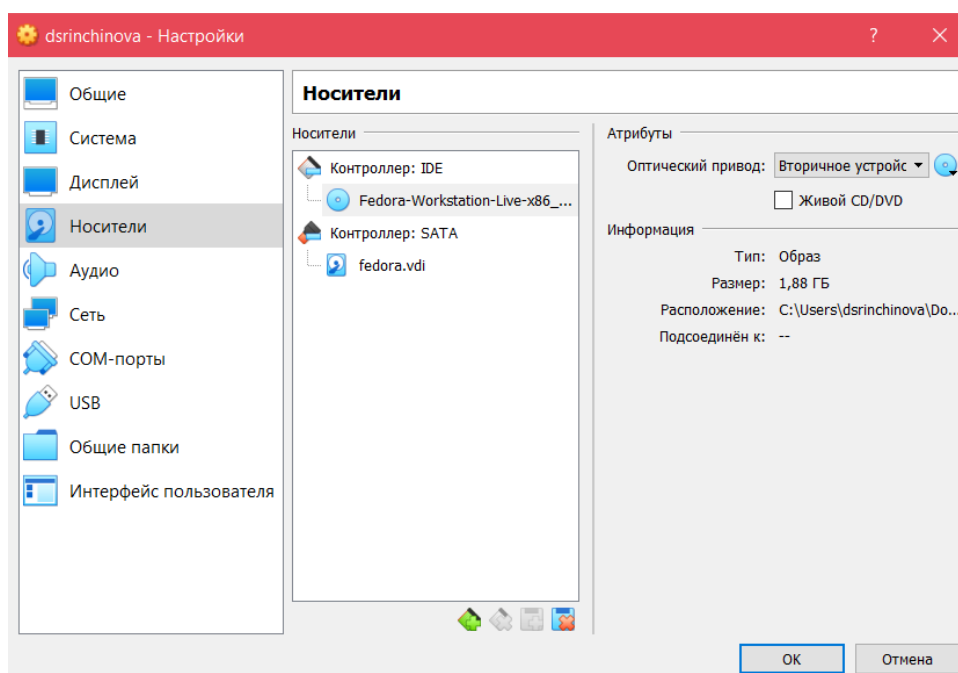 dsrinchinova - Настройки
Общие
Система
Дисплей
Носители
Аудио
Сеть
COM-порты
USB
Общие папки
Интерфейс пользователя
Носители
Носители
Контроллер: IDE
Fedora-Workstation-Live-x86_...
Контроллер: SATA
fedora.vdi
Атрибуты
Оптический привод: Вторичное устройс
Живой CD/DVD
Информация
Тип: Образ
Размер: 1,88 ГБ
Расположение: C:\Users\dsrinchinova\Do...
Подсоединён к: --
OK
Отмена